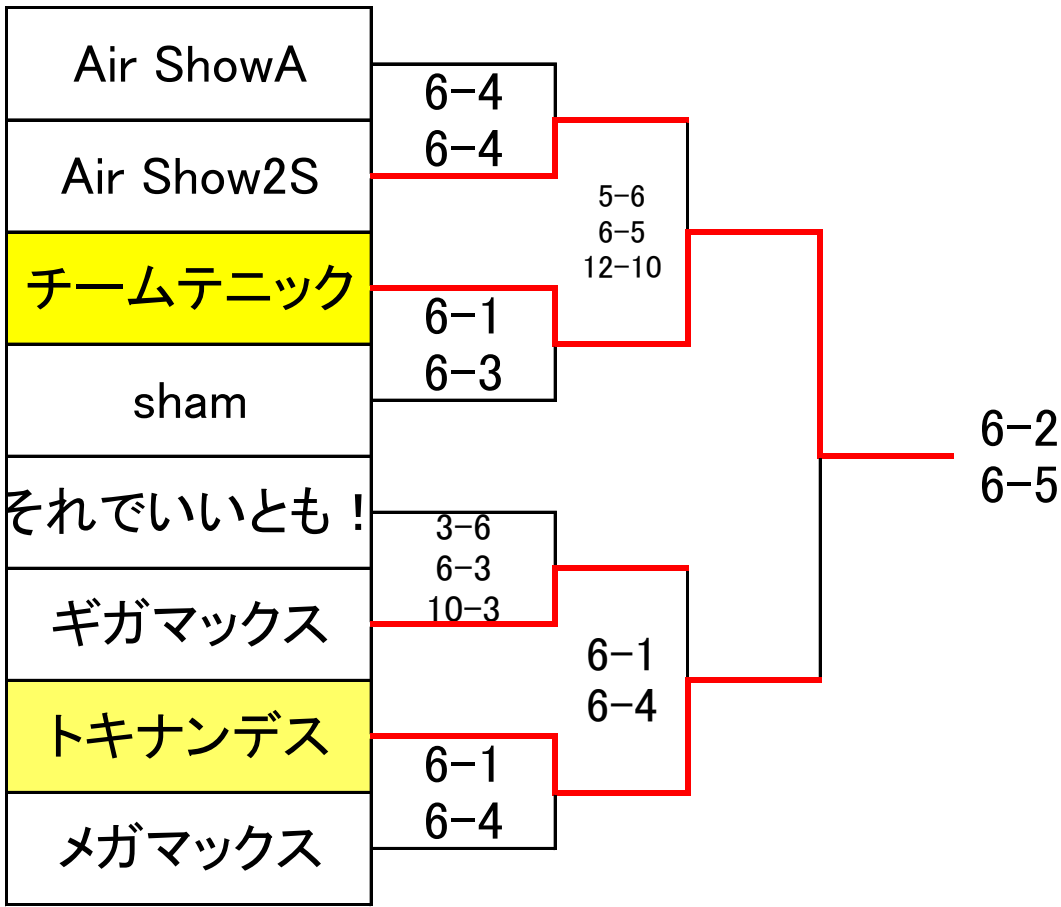 Air ShowA
6-4
6-4
Air Show2S
5-6
6-5
12-10
チームテニック
6-1
6-3
sham
6-2
6-5
それでいいとも！
3-6
6-3
10-3
ギガマックス
6-1
6-4
トキナンデス
6-1
6-4
メガマックス